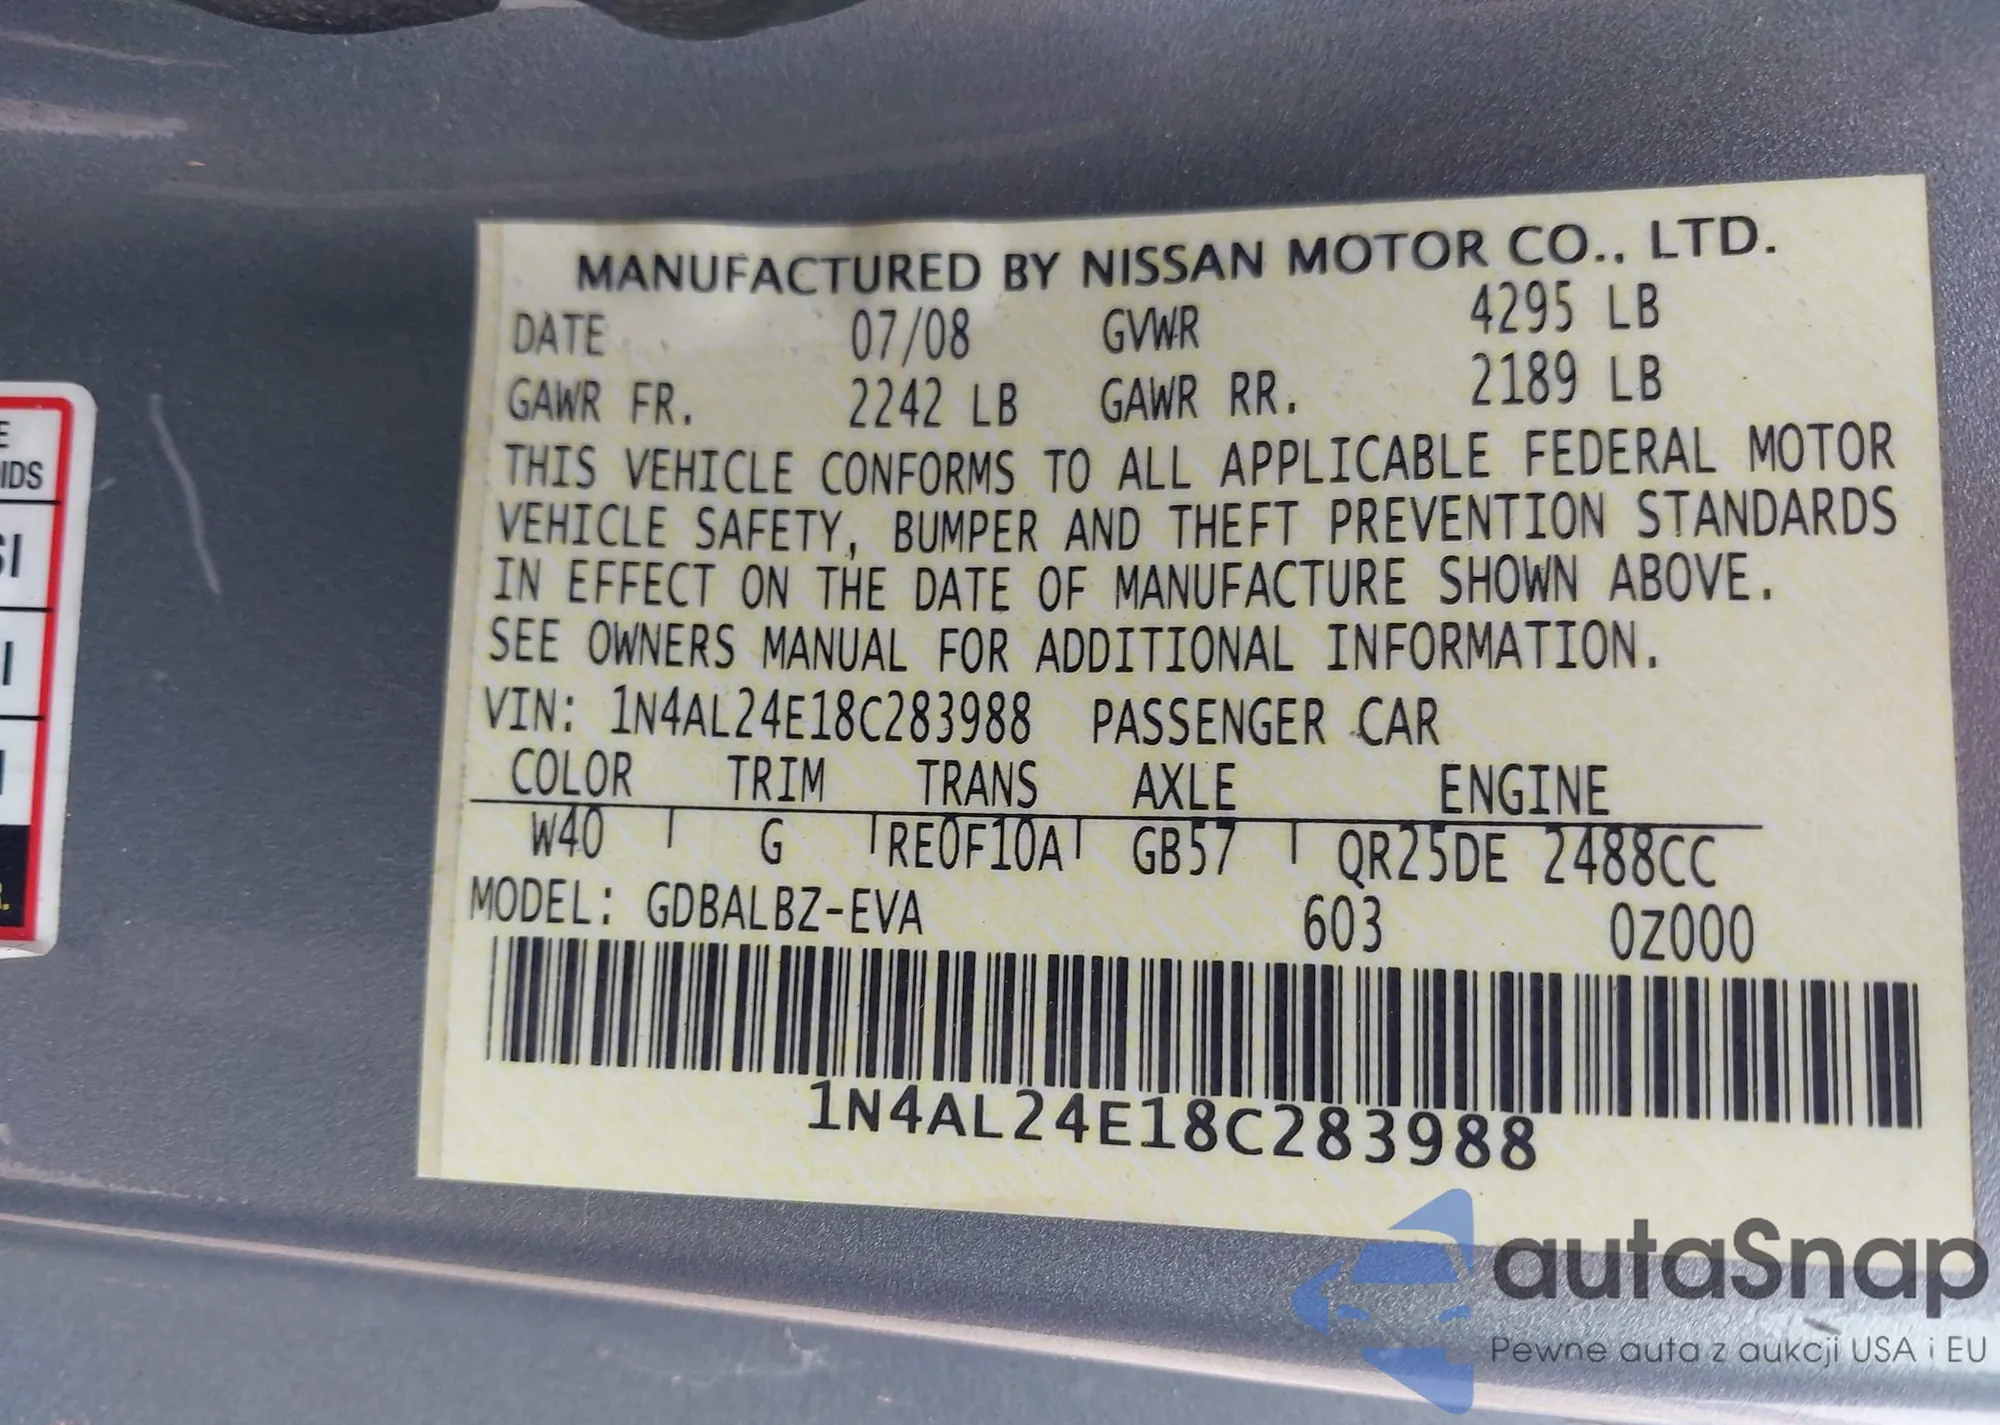 MANUFACTURED BY NISSAN MOTOR CO., LTD.
DATE 07/08 GVWR 4295 LB
GAWR FR. 2242 LB GAWR RR. 2189 LB
THIS VEHICLE CONFORMS TO ALL APPLICABLE FEDERAL MOTOR
VEHICLE SAFETY, BUMPER AND THEFT PREVENTION STANDARDS
IN EFFECT ON THE DATE OF MANUFACTURE SHOWN ABOVE.
SEE OWNERS MANUAL FOR ADDITIONAL INFORMATION.
VIN: 1N4AL24E18C283988 PASSENGER CAR
COLOR TRIM TRANS AXLE ENGINE
W40 G RE0F10A GB57 QR25DE 2488CC
MODEL: GDBALBZ-EVA 603 0Z000
1N4AL24E18C283988
autaSnap
Pewne auta z aukcji USA i EU